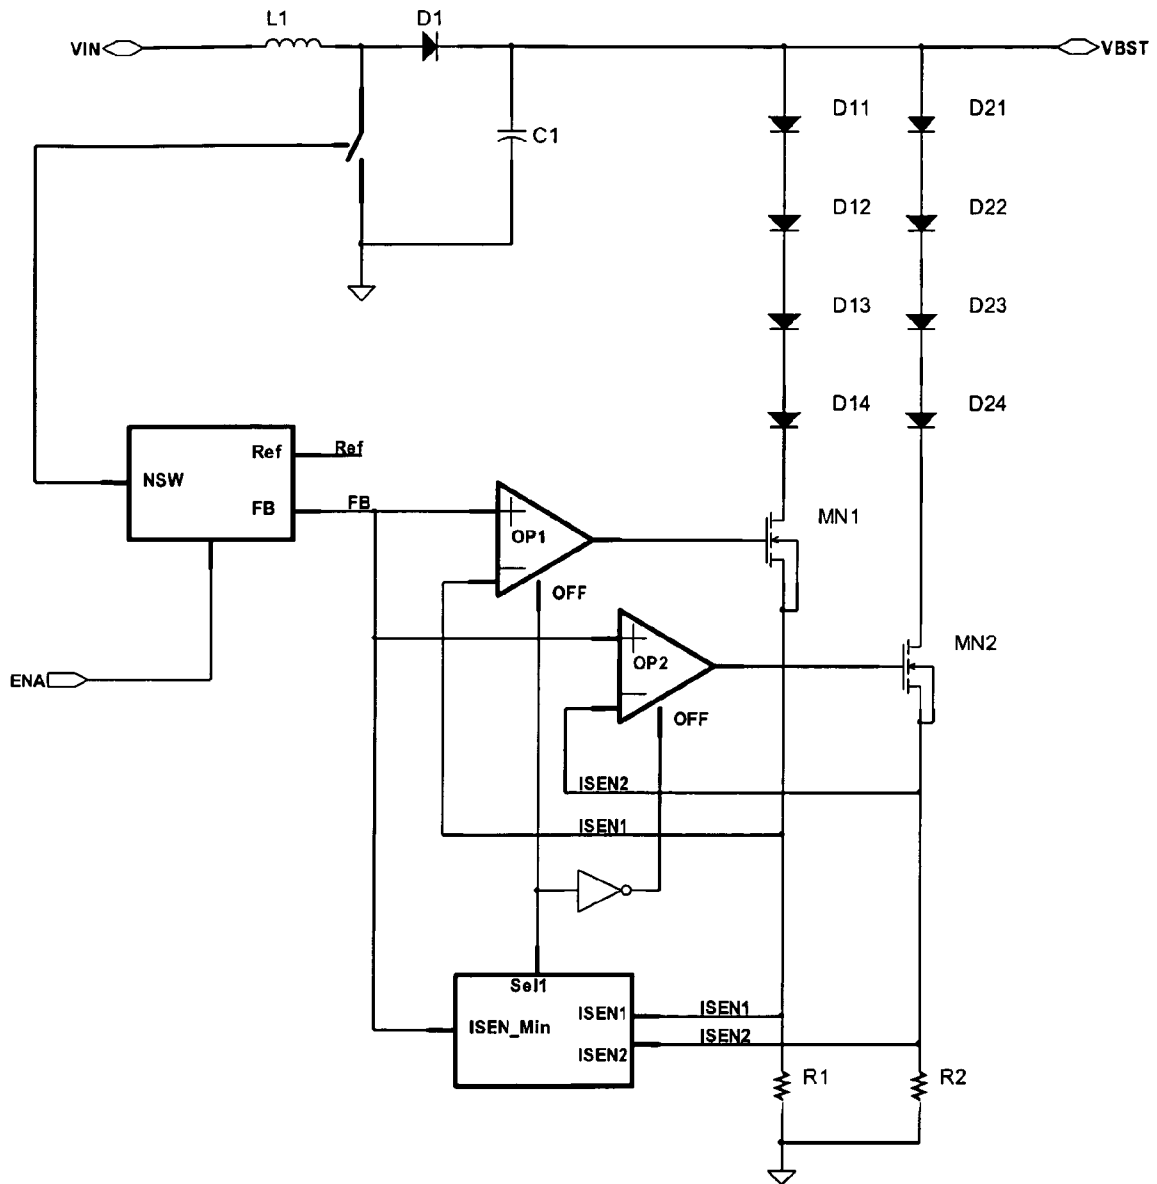 L1
D1
VIN
VBST
D11
D21
C1
D12
D22
D13
D23
D14
D24
Ref
Ref
NSW
FB
FB
OP1
MN1
OFF
OP2
MN2
ENA
OFF
ISEN2
ISEN1
Sel1
ISEN1
ISEN1
ISEN_Min
ISEN2
ISEN2
R1
R2